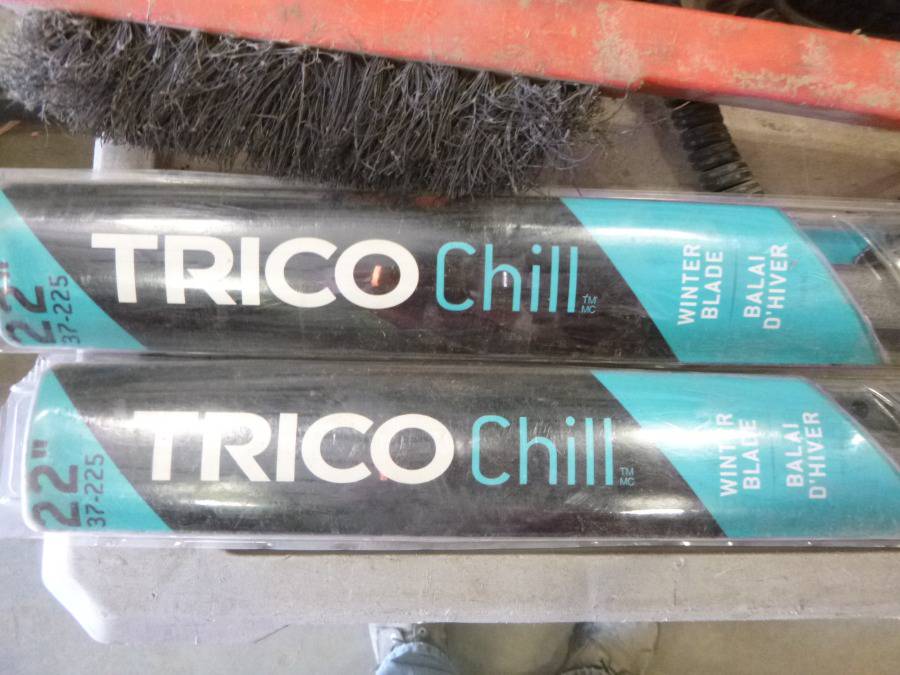 22"
37-225
TRICO Chill
TM
MC
WINTER
BLADE
BALAI
D'HIVER
22"
37-225
TRICO Chill
TM
MC
WINTER
BLADE
BALAI
D'HIVER